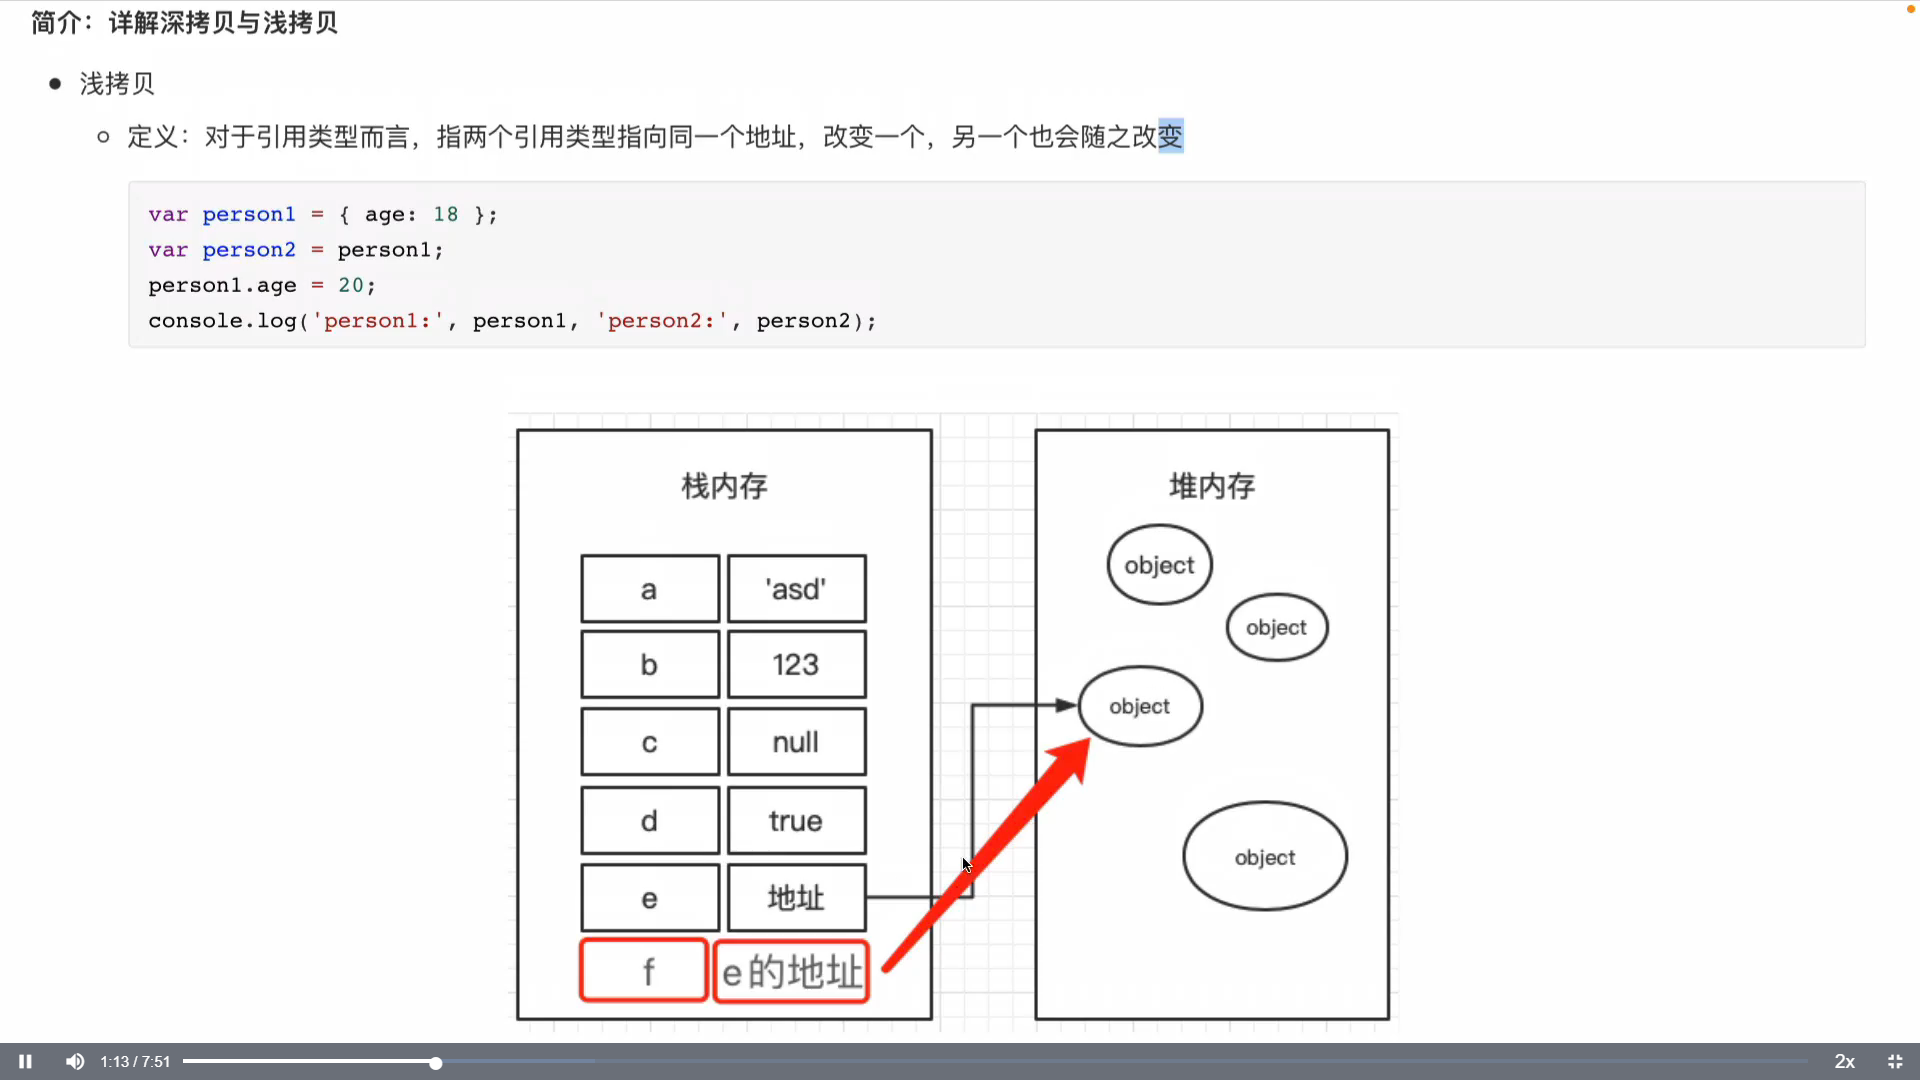 简介：详解深拷贝与浅拷贝
浅拷贝
定义：对于引用类型而言，指两个引用类型指向同一个地址，改变一个，另一个也会随之改变
var person1 = { age: 18 };
var person2 = person1;
person1.age = 20;
console.log('person1:', person1, 'person2:', person2);
栈内存
a 'asd'
b 123
c null
d true
e 地址
f e的地址
堆内存
object
object
object
object
1:13 / 7:51
2x